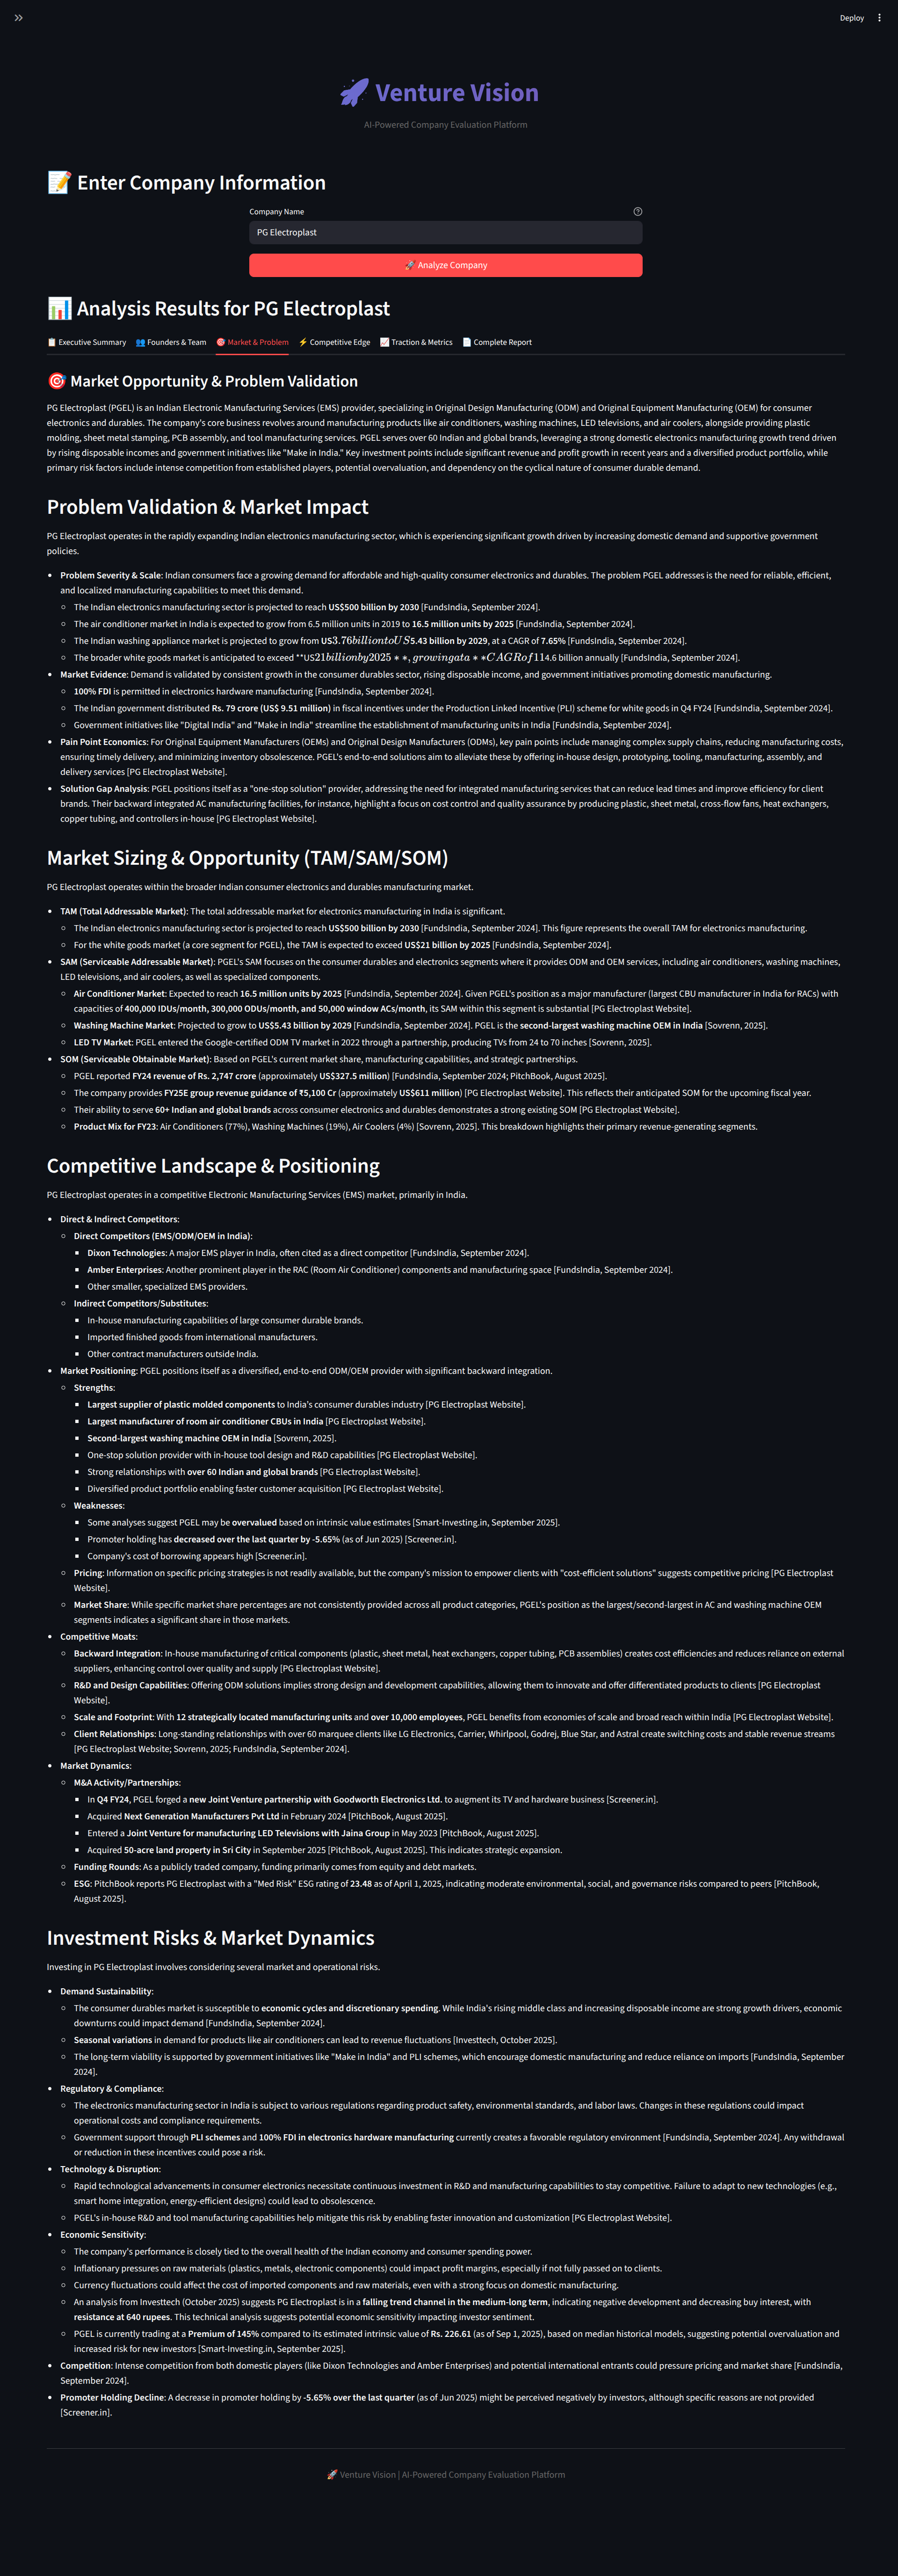 Deploy
🚀 Venture Vision
AI-Powered Company Evaluation Platform
📝 Enter Company Information
Company Name
PG Electroplast
🚀 Analyze Company
📊 Analysis Results for PG Electroplast
📋 Executive Summary 👥 Founders & Team 🎯 Market & Problem ⚡ Competitive Edge 📈 Traction & Metrics 📄 Complete Report
🎯 Market Opportunity & Problem Validation
PG Electroplast (PGEL) is an Indian Electronic Manufacturing Services (EMS) provider, specializing in Original Design Manufacturing (ODM) and Original Equipment Manufacturing (OEM) for consumer
electronics and durables. The company's core business revolves around manufacturing products like air conditioners, washing machines, LED televisions, and air coolers, alongside providing plastic
molding, sheet metal stamping, PCB assembly, and tool manufacturing services. PGEL serves over 60 Indian and global brands, leveraging a strong domestic electronics manufacturing growth trend driven
by rising disposable incomes and government initiatives like "Make in India." Key investment points include significant revenue and profit growth in recent years and a diversified product portfolio, while
primary risk factors include intense competition from established players, potential overvaluation, and dependency on the cyclical nature of consumer durable demand.
Problem Validation & Market Impact
PG Electroplast operates in the rapidly expanding Indian electronics manufacturing sector, which is experiencing significant growth driven by increasing domestic demand and supportive government
policies.
Problem Severity & Scale: Indian consumers face a growing demand for affordable and high-quality consumer electronics and durables. The problem PGEL addresses is the need for reliable, efficient,
and localized manufacturing capabilities to meet this demand.
The Indian electronics manufacturing sector is projected to reach US$500 billion by 2030 [FundsIndia, September 2024].
The air conditioner market in India is expected to grow from 6.5 million units in 2019 to 16.5 million units by 2025 [FundsIndia, September 2024].
The Indian washing appliance market is projected to grow from US3.76billiontoUS5.43 billion by 2029, at a CAGR of 7.65% [FundsIndia, September 2024].
The broader white goods market is anticipated to exceed **US21billionby2025 * *, growingata * *CAGRof114.6 billion annually [FundsIndia, September 2024].
Market Evidence: Demand is validated by consistent growth in the consumer durables sector, rising disposable income, and government initiatives promoting domestic manufacturing.
100% FDI is permitted in electronics hardware manufacturing [FundsIndia, September 2024].
The Indian government distributed Rs. 79 crore (US$ 9.51 million) in fiscal incentives under the Production Linked Incentive (PLI) scheme for white goods in Q4 FY24 [FundsIndia, September 2024].
Government initiatives like "Digital India" and "Make in India" streamline the establishment of manufacturing units in India [FundsIndia, September 2024].
Pain Point Economics: For Original Equipment Manufacturers (OEMs) and Original Design Manufacturers (ODMs), key pain points include managing complex supply chains, reducing manufacturing costs,
ensuring timely delivery, and minimizing inventory obsolescence. PGEL's end-to-end solutions aim to alleviate these by offering in-house design, prototyping, tooling, manufacturing, assembly, and
delivery services [PG Electroplast Website].
Solution Gap Analysis: PGEL positions itself as a "one-stop solution" provider, addressing the need for integrated manufacturing services that can reduce lead times and improve efficiency for client
brands. Their backward integrated AC manufacturing facilities, for instance, highlight a focus on cost control and quality assurance by producing plastic, sheet metal, cross-flow fans, heat exchangers,
copper tubing, and controllers in-house [PG Electroplast Website].
Market Sizing & Opportunity (TAM/SAM/SOM)
PG Electroplast operates within the broader Indian consumer electronics and durables manufacturing market.
TAM (Total Addressable Market): The total addressable market for electronics manufacturing in India is significant.
The Indian electronics manufacturing sector is projected to reach US$500 billion by 2030 [FundsIndia, September 2024]. This figure represents the overall TAM for electronics manufacturing.
For the white goods market (a core segment for PGEL), the TAM is expected to exceed US$21 billion by 2025 [FundsIndia, September 2024].
SAM (Serviceable Addressable Market): PGEL's SAM focuses on the consumer durables and electronics segments where it provides ODM and OEM services, including air conditioners, washing machines,
LED televisions, and air coolers, as well as specialized components.
Air Conditioner Market: Expected to reach 16.5 million units by 2025 [FundsIndia, September 2024]. Given PGEL's position as a major manufacturer (largest CBU manufacturer in India for RACs) with
capacities of 400,000 IDUs/month, 300,000 ODUs/month, and 50,000 window ACs/month, its SAM within this segment is substantial [PG Electroplast Website].
Washing Machine Market: Projected to grow to US$5.43 billion by 2029 [FundsIndia, September 2024]. PGEL is the second-largest washing machine OEM in India [Sovrenn, 2025].
LED TV Market: PGEL entered the Google-certified ODM TV market in 2022 through a partnership, producing TVs from 24 to 70 inches [Sovrenn, 2025].
SOM (Serviceable Obtainable Market): Based on PGEL's current market share, manufacturing capabilities, and strategic partnerships.
PGEL reported FY24 revenue of Rs. 2,747 crore (approximately US$327.5 million) [FundsIndia, September 2024; PitchBook, August 2025].
The company provides FY25E group revenue guidance of ₹5,100 Cr (approximately US$611 million) [PG Electroplast Website]. This reflects their anticipated SOM for the upcoming fiscal year.
Their ability to serve 60+ Indian and global brands across consumer electronics and durables demonstrates a strong existing SOM [PG Electroplast Website].
Product Mix for FY23: Air Conditioners (77%), Washing Machines (19%), Air Coolers (4%) [Sovrenn, 2025]. This breakdown highlights their primary revenue-generating segments.
Competitive Landscape & Positioning
PG Electroplast operates in a competitive Electronic Manufacturing Services (EMS) market, primarily in India.
Direct & Indirect Competitors:
Direct Competitors (EMS/ODM/OEM in India):
Dixon Technologies: A major EMS player in India, often cited as a direct competitor [FundsIndia, September 2024].
Amber Enterprises: Another prominent player in the RAC (Room Air Conditioner) components and manufacturing space [FundsIndia, September 2024].
Other smaller, specialized EMS providers.
Indirect Competitors/Substitutes:
In-house manufacturing capabilities of large consumer durable brands.
Imported finished goods from international manufacturers.
Other contract manufacturers outside India.
Market Positioning: PGEL positions itself as a diversified, end-to-end ODM/OEM provider with significant backward integration.
Strengths:
Largest supplier of plastic molded components to India's consumer durables industry [PG Electroplast Website].
Largest manufacturer of room air conditioner CBUs in India [PG Electroplast Website].
Second-largest washing machine OEM in India [Sovrenn, 2025].
One-stop solution provider with in-house tool design and R&D capabilities [PG Electroplast Website].
Strong relationships with over 60 Indian and global brands [PG Electroplast Website].
Diversified product portfolio enabling faster customer acquisition [PG Electroplast Website].
Weaknesses:
Some analyses suggest PGEL may be overvalued based on intrinsic value estimates [Smart-Investing.in, September 2025].
Promoter holding has decreased over the last quarter by -5.65% (as of Jun 2025) [Screener.in].
Company's cost of borrowing appears high [Screener.in].
Pricing: Information on specific pricing strategies is not readily available, but the company's mission to empower clients with "cost-efficient solutions" suggests competitive pricing [PG Electroplast
Website].
Market Share: While specific market share percentages are not consistently provided across all product categories, PGEL's position as the largest/second-largest in AC and washing machine OEM
segments indicates a significant share in those markets.
Competitive Moats:
Backward Integration: In-house manufacturing of critical components (plastic, sheet metal, heat exchangers, copper tubing, PCB assemblies) creates cost efficiencies and reduces reliance on external
suppliers, enhancing control over quality and supply [PG Electroplast Website].
R&D and Design Capabilities: Offering ODM solutions implies strong design and development capabilities, allowing them to innovate and offer differentiated products to clients [PG Electroplast
Website].
Scale and Footprint: With 12 strategically located manufacturing units and over 10,000 employees, PGEL benefits from economies of scale and broad reach within India [PG Electroplast Website].
Client Relationships: Long-standing relationships with over 60 marquee clients like LG Electronics, Carrier, Whirlpool, Godrej, Blue Star, and Astral create switching costs and stable revenue streams
[PG Electroplast Website; Sovrenn, 2025; FundsIndia, September 2024].
Market Dynamics:
M&A Activity/Partnerships:
In Q4 FY24, PGEL forged a new Joint Venture partnership with Goodworth Electronics Ltd. to augment its TV and hardware business [Screener.in].
Acquired Next Generation Manufacturers Pvt Ltd in February 2024 [PitchBook, August 2025].
Entered a Joint Venture for manufacturing LED Televisions with Jaina Group in May 2023 [PitchBook, August 2025].
Acquired 50-acre land property in Sri City in September 2025 [PitchBook, August 2025]. This indicates strategic expansion.
Funding Rounds: As a publicly traded company, funding primarily comes from equity and debt markets.
ESG: PitchBook reports PG Electroplast with a "Med Risk" ESG rating of 23.48 as of April 1, 2025, indicating moderate environmental, social, and governance risks compared to peers [PitchBook,
August 2025].
Investment Risks & Market Dynamics
Investing in PG Electroplast involves considering several market and operational risks.
Demand Sustainability:
The consumer durables market is susceptible to economic cycles and discretionary spending. While India's rising middle class and increasing disposable income are strong growth drivers, economic
downturns could impact demand [FundsIndia, September 2024].
Seasonal variations in demand for products like air conditioners can lead to revenue fluctuations [Investtech, October 2025].
The long-term viability is supported by government initiatives like "Make in India" and PLI schemes, which encourage domestic manufacturing and reduce reliance on imports [FundsIndia, September
2024].
Regulatory & Compliance:
The electronics manufacturing sector in India is subject to various regulations regarding product safety, environmental standards, and labor laws. Changes in these regulations could impact
operational costs and compliance requirements.
Government support through PLI schemes and 100% FDI in electronics hardware manufacturing currently creates a favorable regulatory environment [FundsIndia, September 2024]. Any withdrawal
or reduction in these incentives could pose a risk.
Technology & Disruption:
Rapid technological advancements in consumer electronics necessitate continuous investment in R&D and manufacturing capabilities to stay competitive. Failure to adapt to new technologies (e.g.,
smart home integration, energy-efficient designs) could lead to obsolescence.
PGEL's in-house R&D and tool manufacturing capabilities help mitigate this risk by enabling faster innovation and customization [PG Electroplast Website].
Economic Sensitivity:
The company's performance is closely tied to the overall health of the Indian economy and consumer spending power.
Inflationary pressures on raw materials (plastics, metals, electronic components) could impact profit margins, especially if not fully passed on to clients.
Currency fluctuations could affect the cost of imported components and raw materials, even with a strong focus on domestic manufacturing.
An analysis from Investtech (October 2025) suggests PG Electroplast is in a falling trend channel in the medium-long term, indicating negative development and decreasing buy interest, with
resistance at 640 rupees. This technical analysis suggests potential economic sensitivity impacting investor sentiment.
PGEL is currently trading at a Premium of 145% compared to its estimated intrinsic value of Rs. 226.61 (as of Sep 1, 2025), based on median historical models, suggesting potential overvaluation and
increased risk for new investors [Smart-Investing.in, September 2025].
Competition: Intense competition from both domestic players (like Dixon Technologies and Amber Enterprises) and potential international entrants could pressure pricing and market share [FundsIndia,
September 2024].
Promoter Holding Decline: A decrease in promoter holding by -5.65% over the last quarter (as of Jun 2025) might be perceived negatively by investors, although specific reasons are not provided
[Screener.in].
🚀 Venture Vision | AI-Powered Company Evaluation Platform